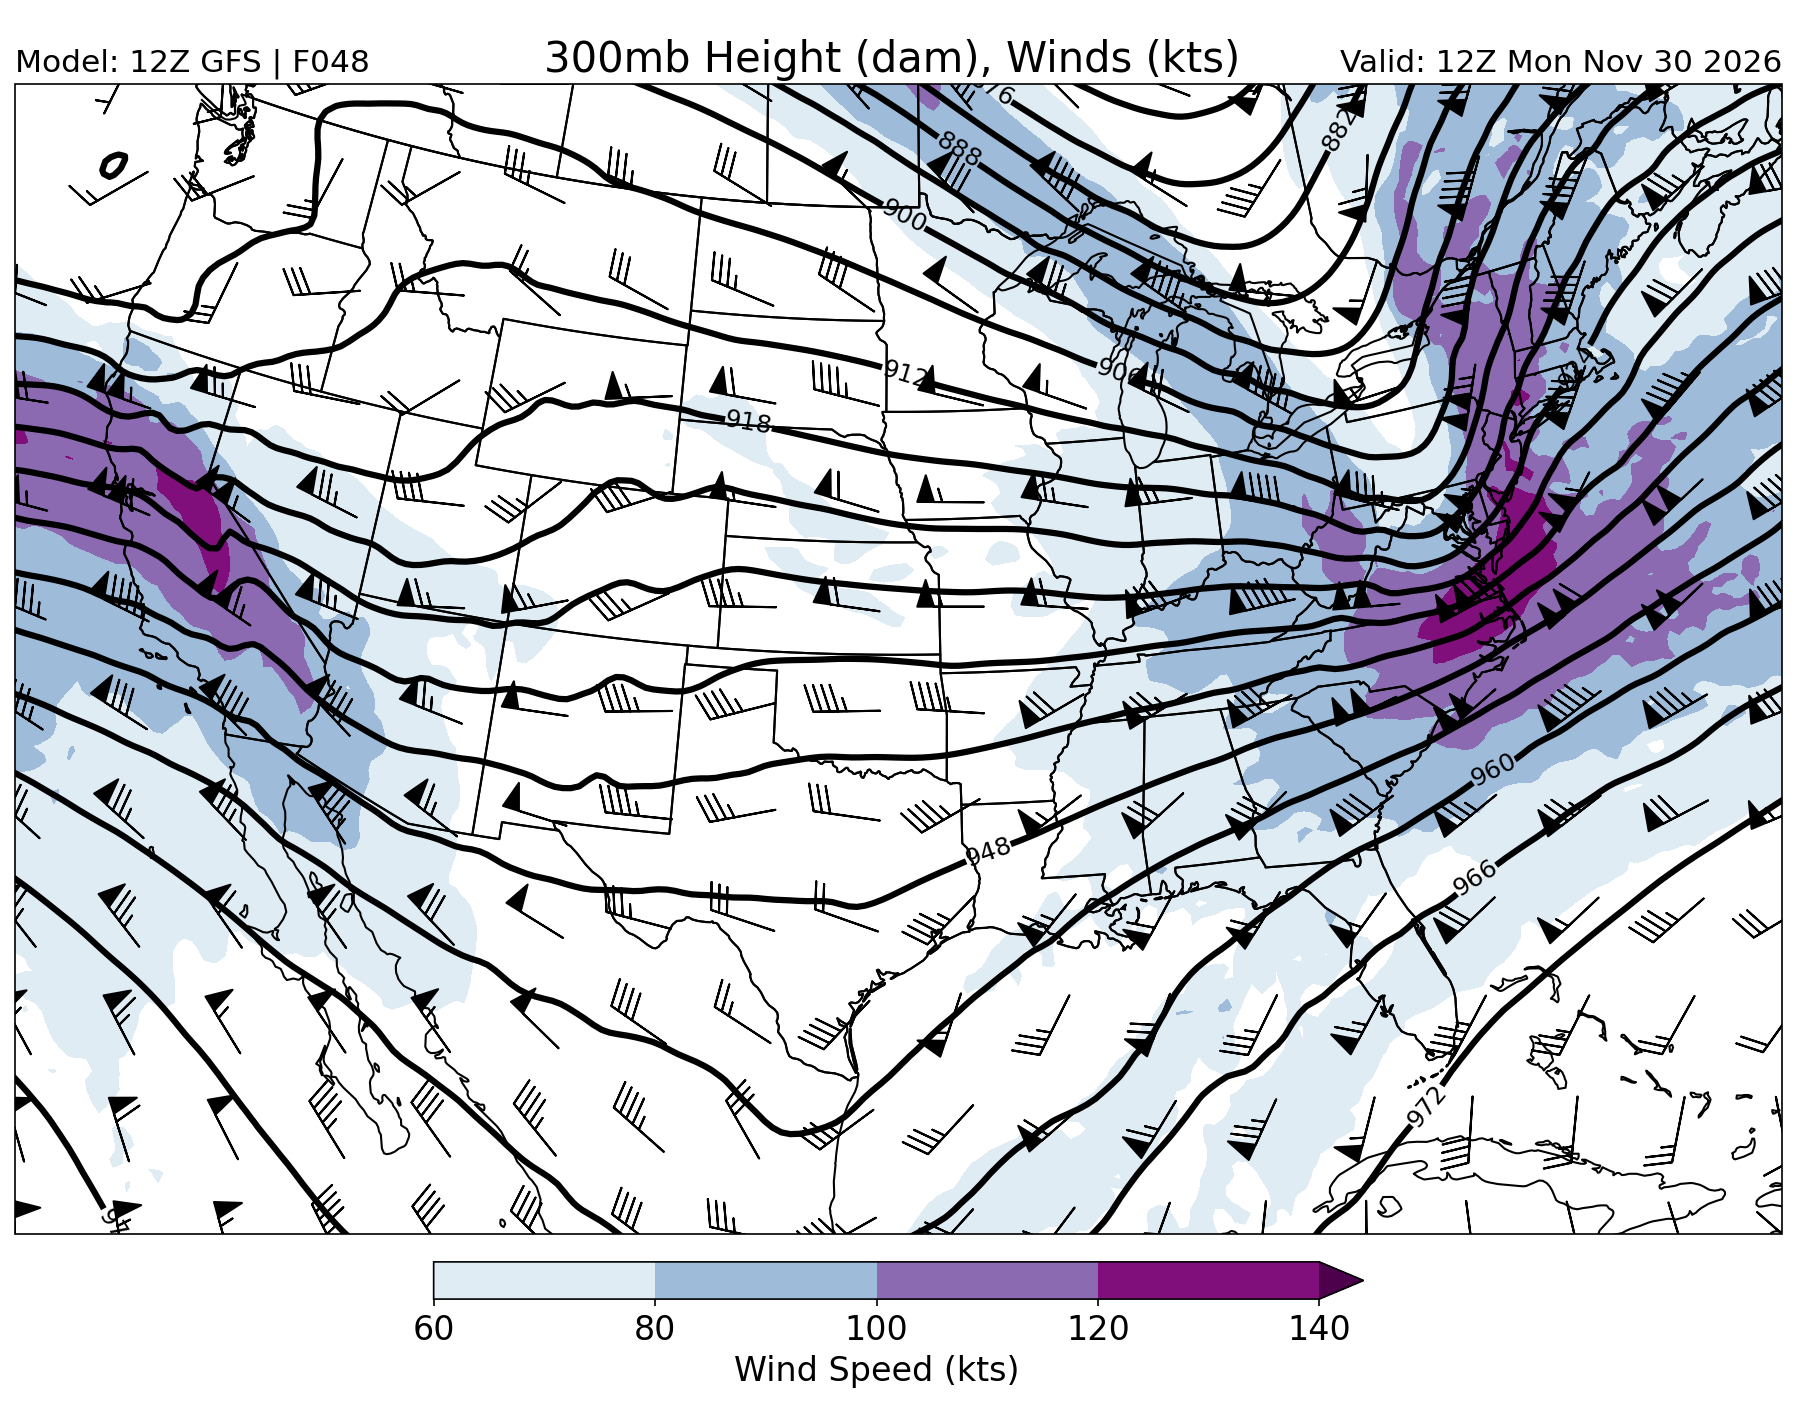 Model: 12Z GFS | F048
300mb Height (dam), Winds (kts)
Valid: 12Z Mon Nov 30 2026
882
888
900
906
912
918
948
960
966
972
60 80 100 120 140
Wind Speed (kts)